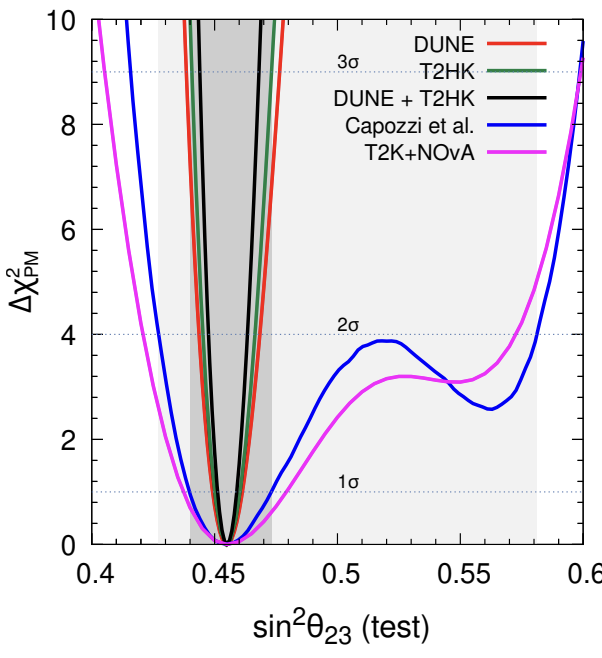 10
8
6
4
2
0
Δχ²PM
3σ
2σ
1σ
DUNE
T2HK
DUNE + T2HK
Capozzi et al.
T2K+NOvA
0.4
0.45
0.5
0.55
0.6
sin²θ₂₃ (test)